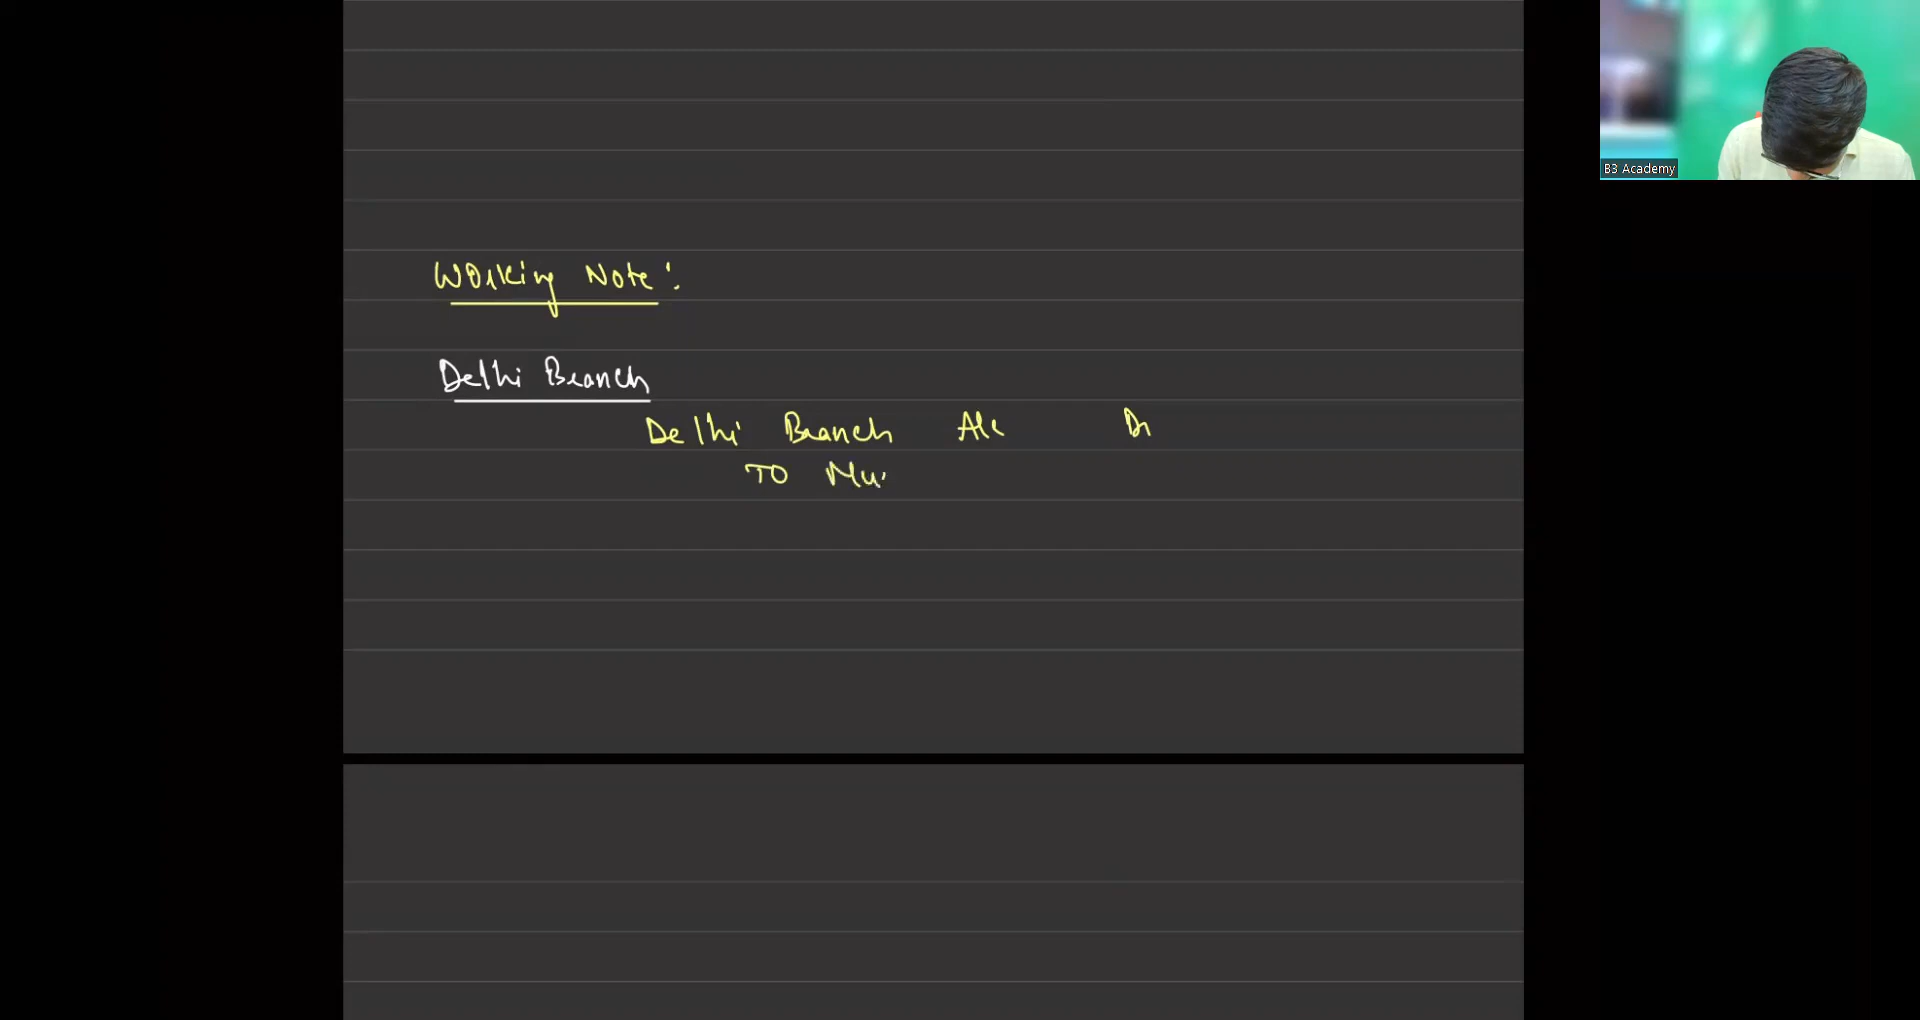 B3 Academy
Working Note:
Delhi Branch
Delhi Branch A/c Dr
TO Mu